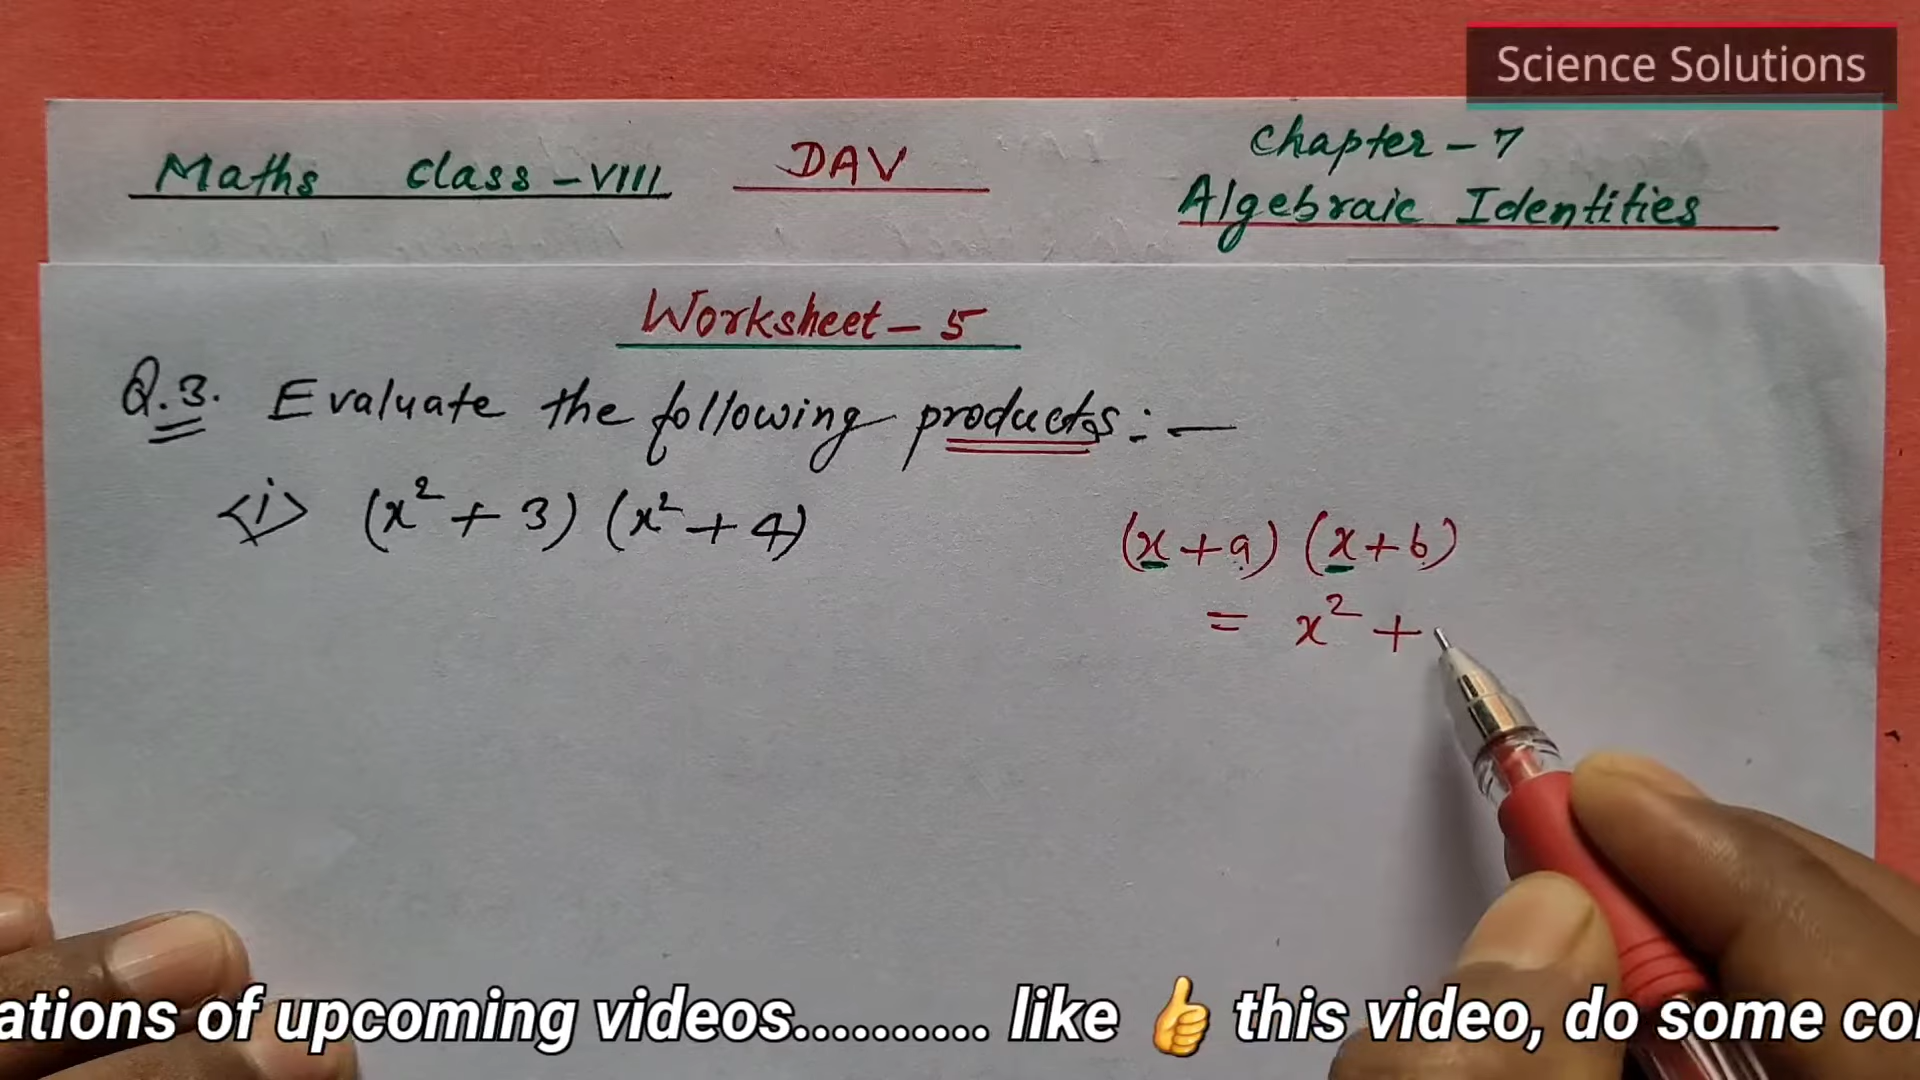 Science Solutions
Maths Class - VIII DAV Chapter - 7
Algebraic Identities
Worksheet - 5
Q.3. Evaluate the following products : —
<i> (x² + 3) (x² + 4)
(x + a) (x + b)
= x² +
ations of upcoming videos.......... like 👍 this video, do some co